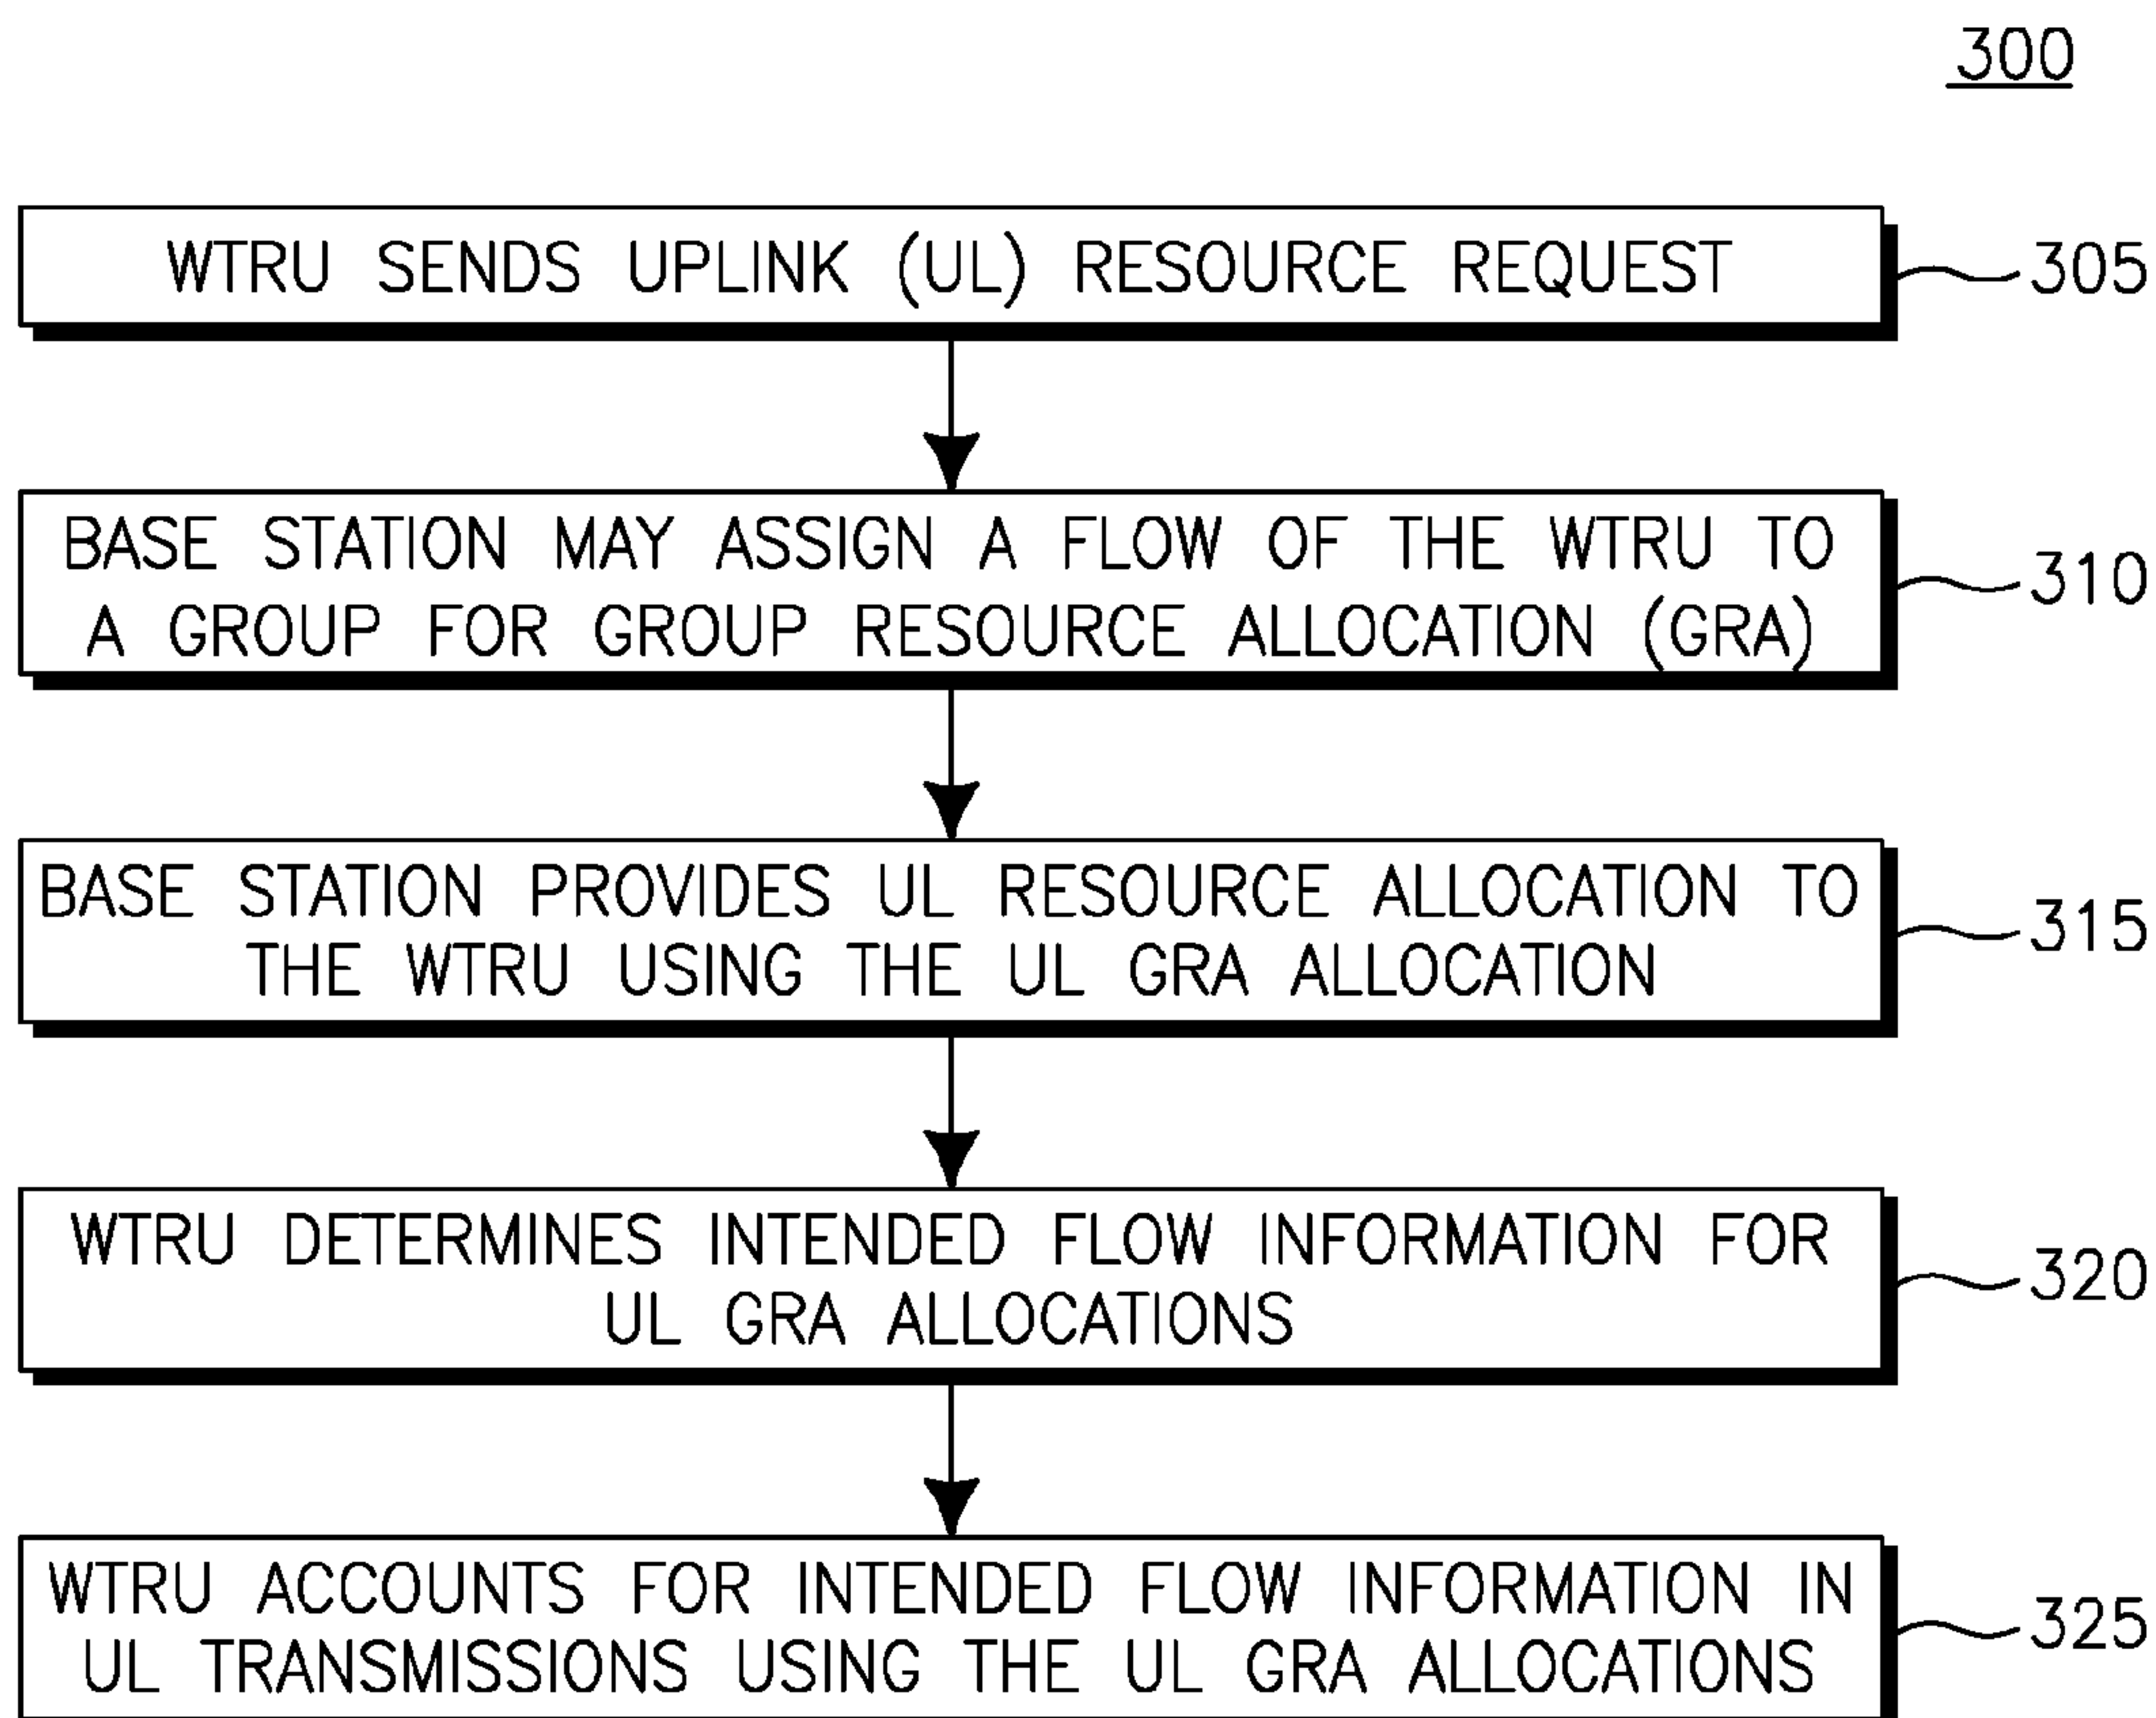 300
WTRU SENDS UPLINK (UL) RESOURCE REQUEST
305
BASE STATION MAY ASSIGN A FLOW OF THE WTRU TO
A GROUP FOR GROUP RESOURCE ALLOCATION (GRA)
310
BASE STATION PROVIDES UL RESOURCE ALLOCATION TO
THE WTRU USING THE UL GRA ALLOCATION
315
WTRU DETERMINES INTENDED FLOW INFORMATION FOR
UL GRA ALLOCATIONS
320
WTRU ACCOUNTS FOR INTENDED FLOW INFORMATION IN
UL TRANSMISSIONS USING THE UL GRA ALLOCATIONS
325